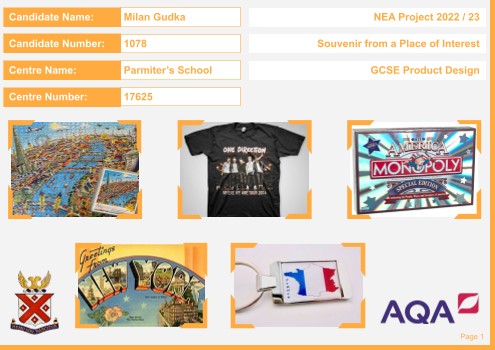 Candidate Name: Milan Gudka
NEA Project 2022 / 23
Candidate Number: 1078
Souvenir from a Place of Interest
Centre Name: Parmiter's School
GCSE Product Design
Centre Number: 17625
ONE DIRECTION
AMERICA
MONOPOLY
SPECIAL EDITION
Greetings
from
NEW YORK
AQA
Page 1